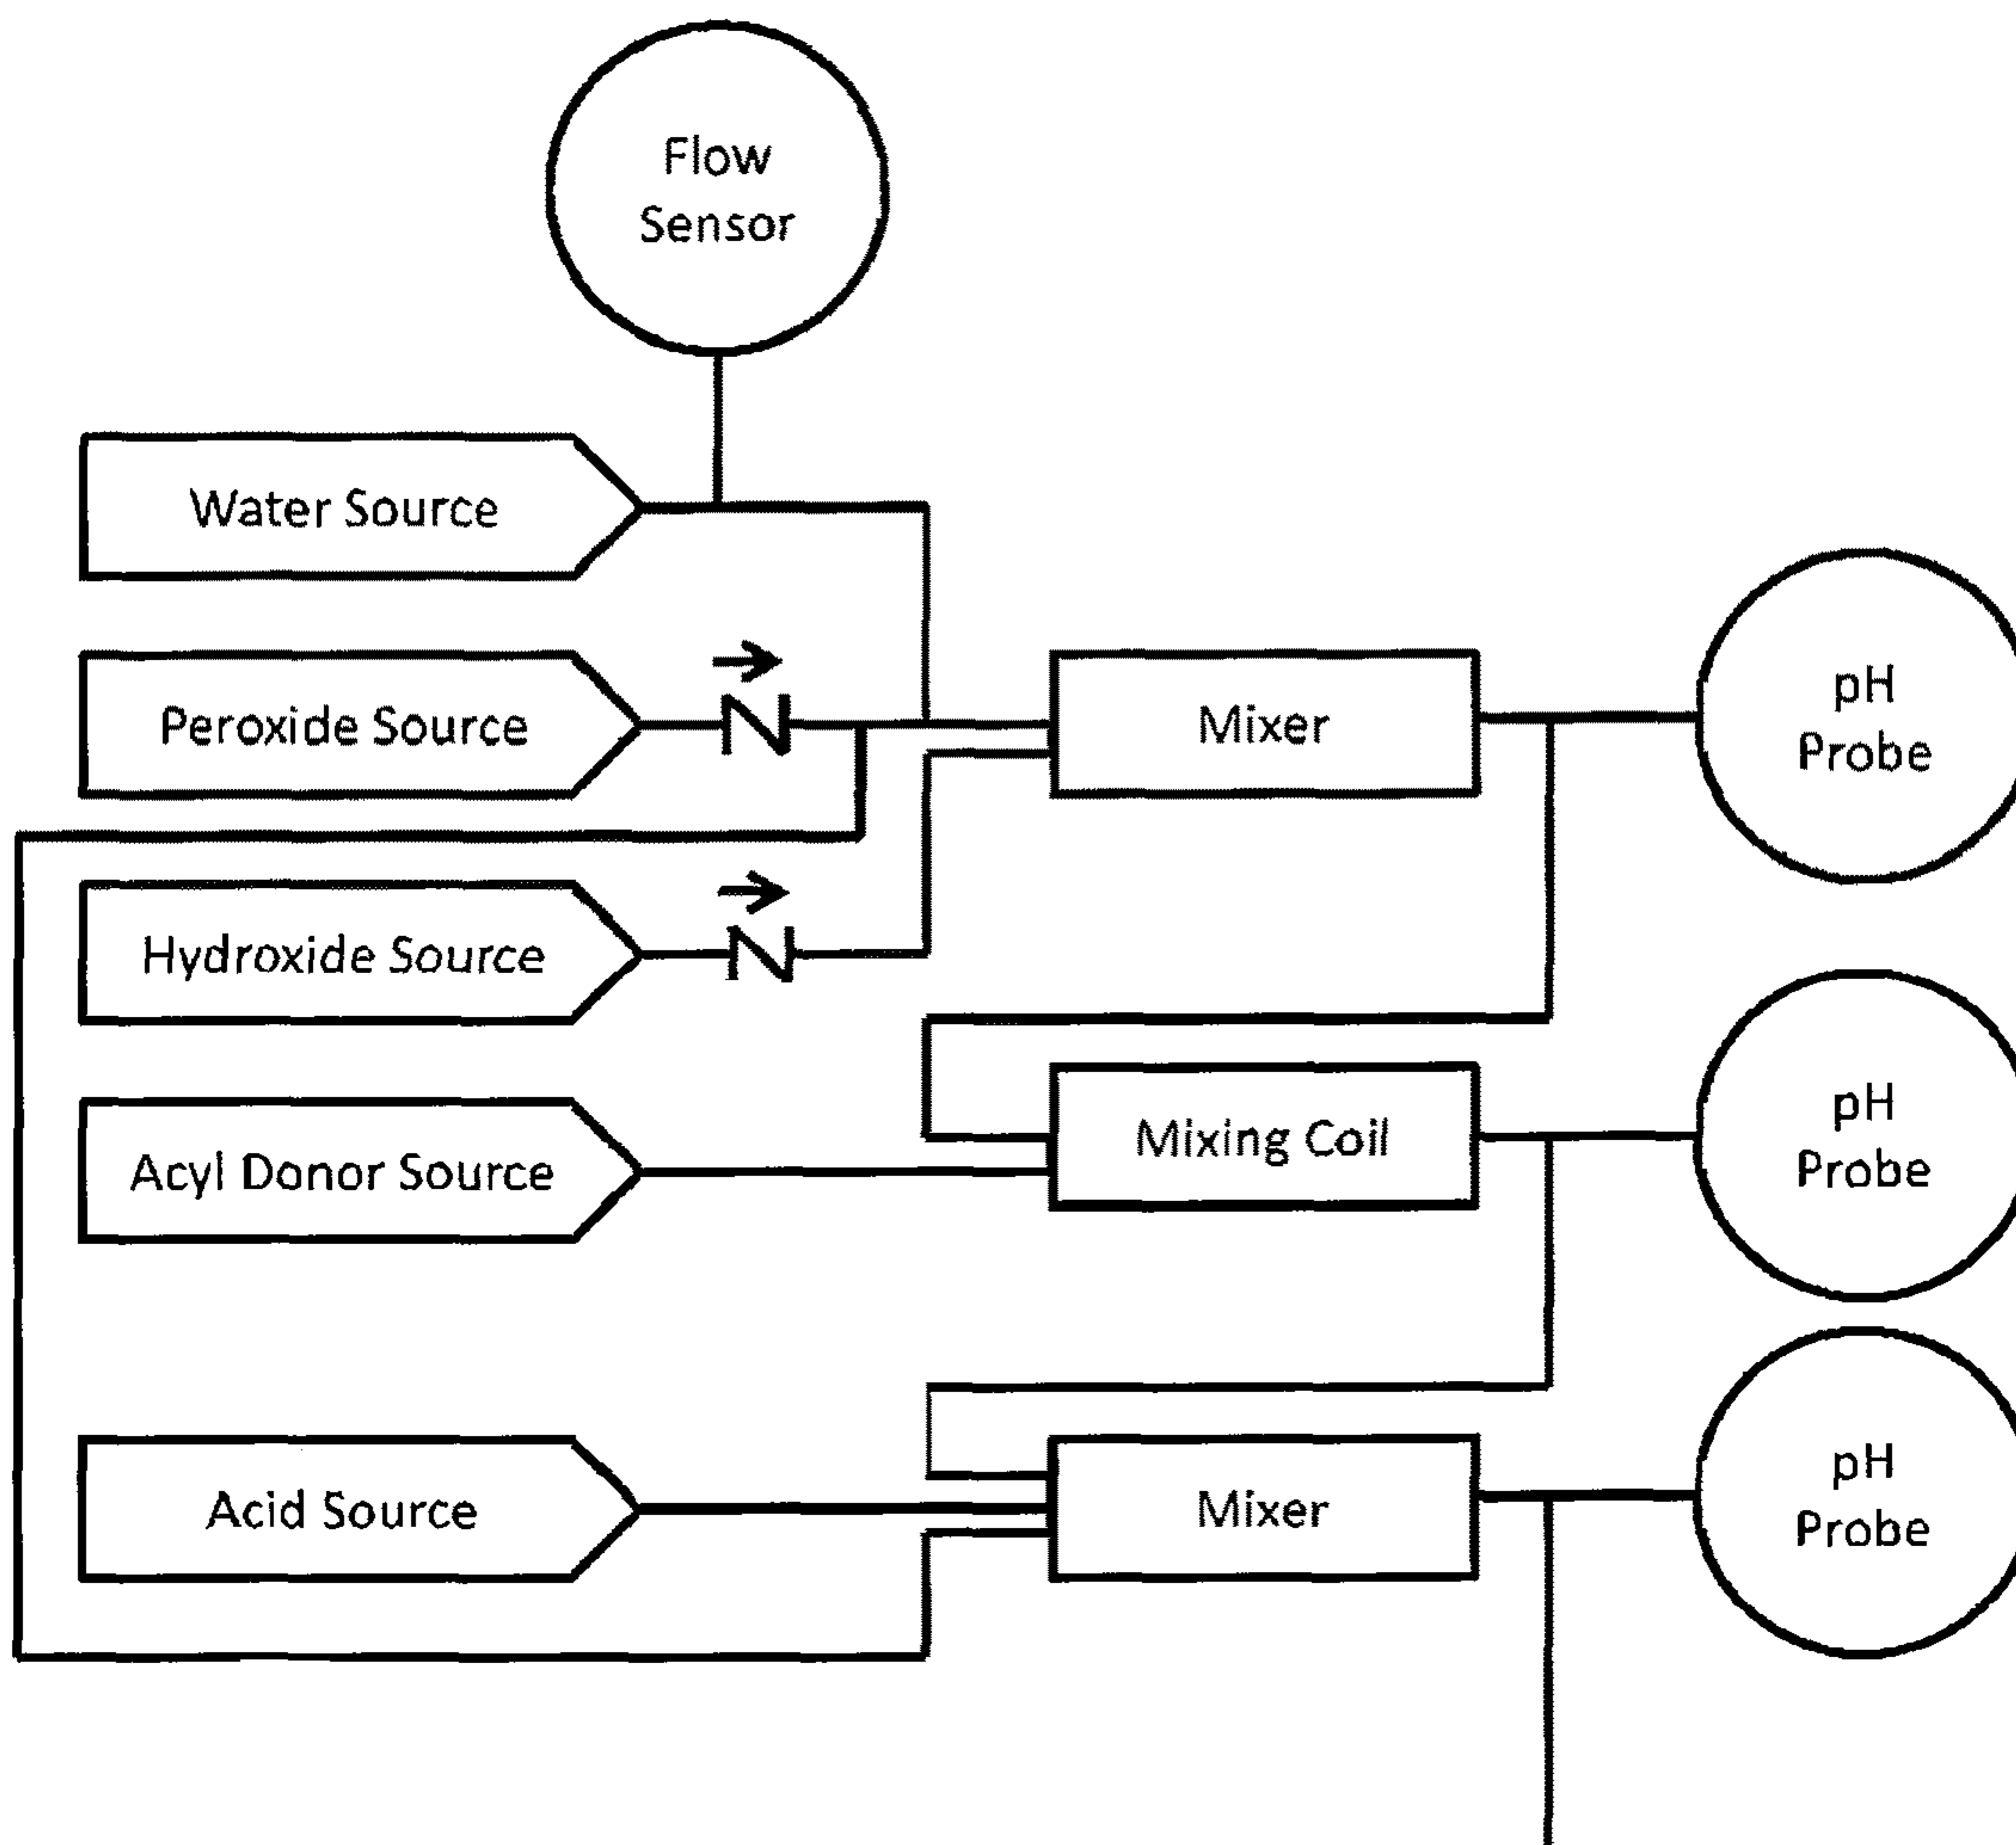 Flow
Sensor
Water Source
Peroxide Source
Mixer
pH
Probe
Hydroxide Source
Acyl Donor Source
Mixing Coil
pH
Probe
Acid Source
Mixer
pH
Probe